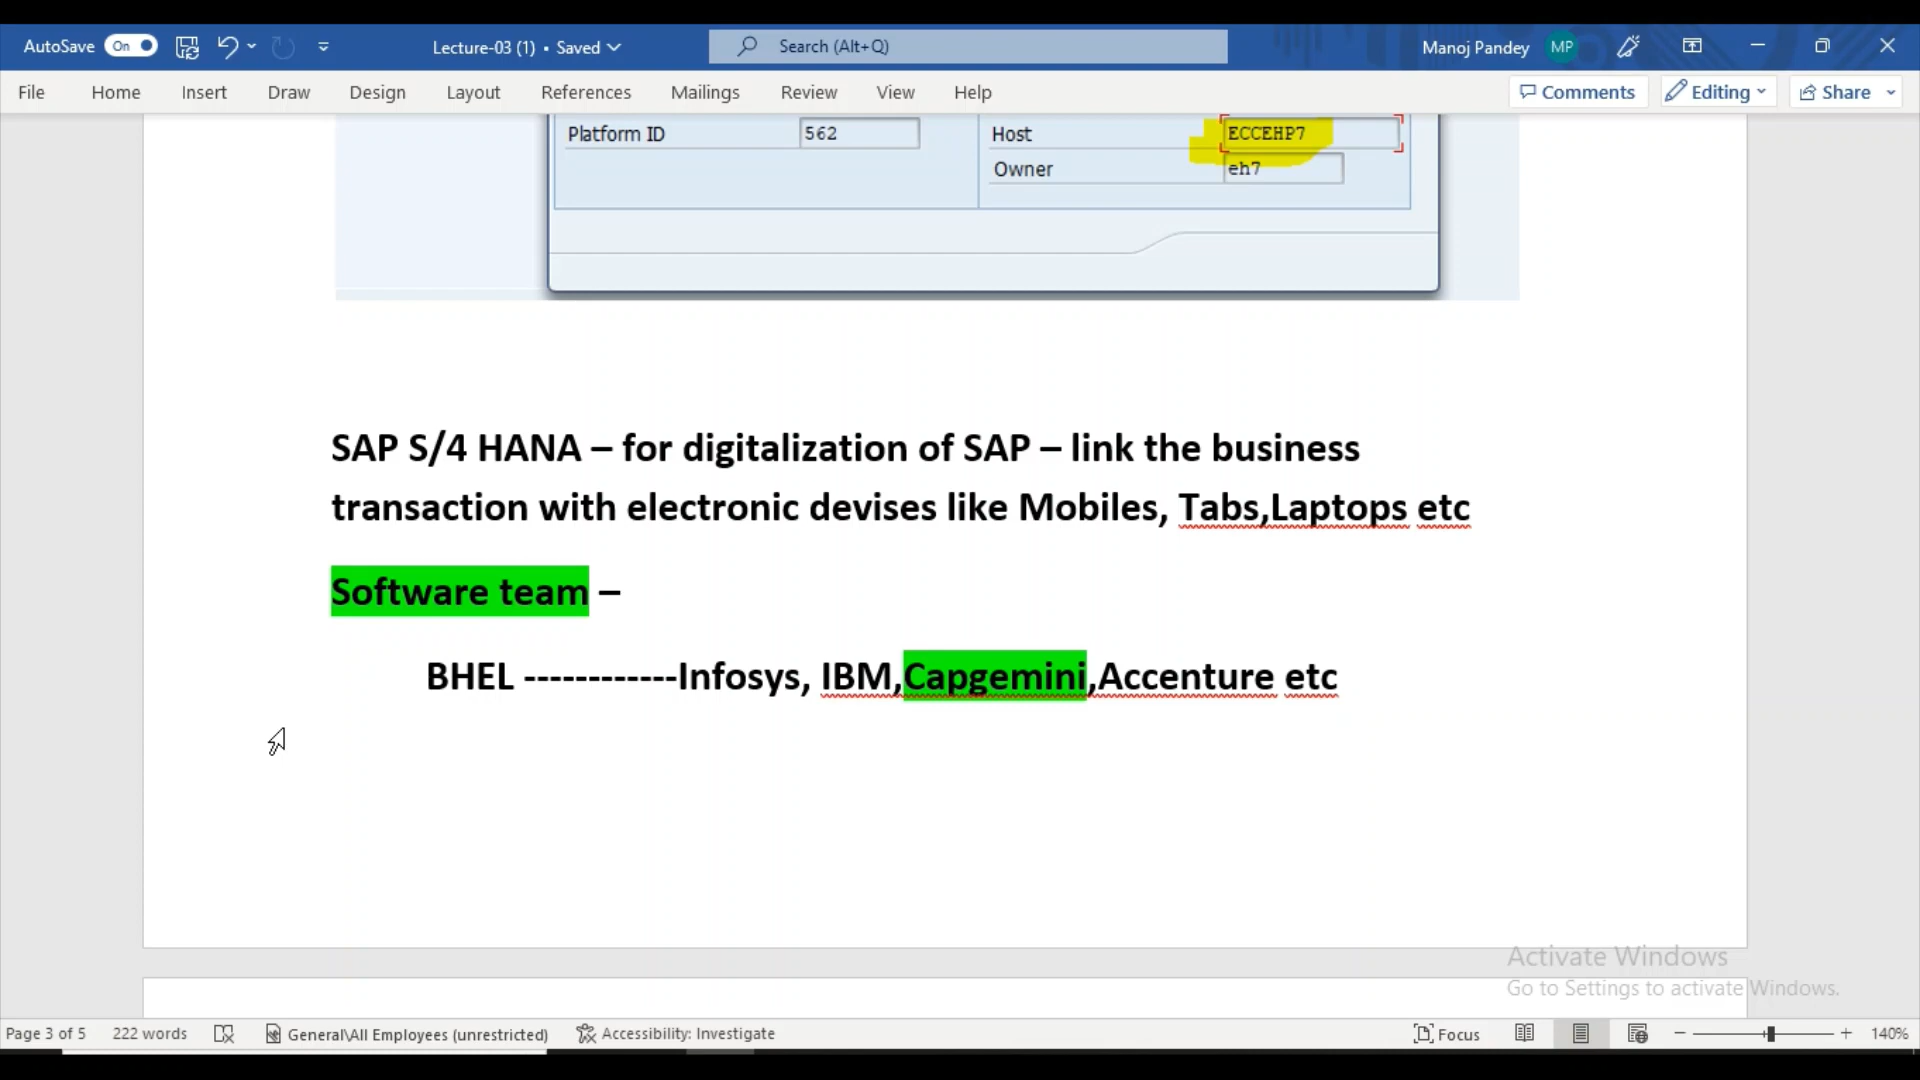 AutoSave On Lecture-03 (1) • Saved Search (Alt+Q) Manoj Pandey MP
File Home Insert Draw Design Layout References Mailings Review View Help Comments Editing Share
Platform ID 562 Host ECCEHP7
Owner eh7
SAP S/4 HANA – for digitalization of SAP – link the business
transaction with electronic devises like Mobiles, Tabs,Laptops etc
Software team –
BHEL ------------Infosys, IBM,Capgemini,Accenture etc
Activate Windows
Go to Settings to activate Windows.
Page 3 of 5 222 words General\All Employees (unrestricted) Accessibility: Investigate Focus 140%